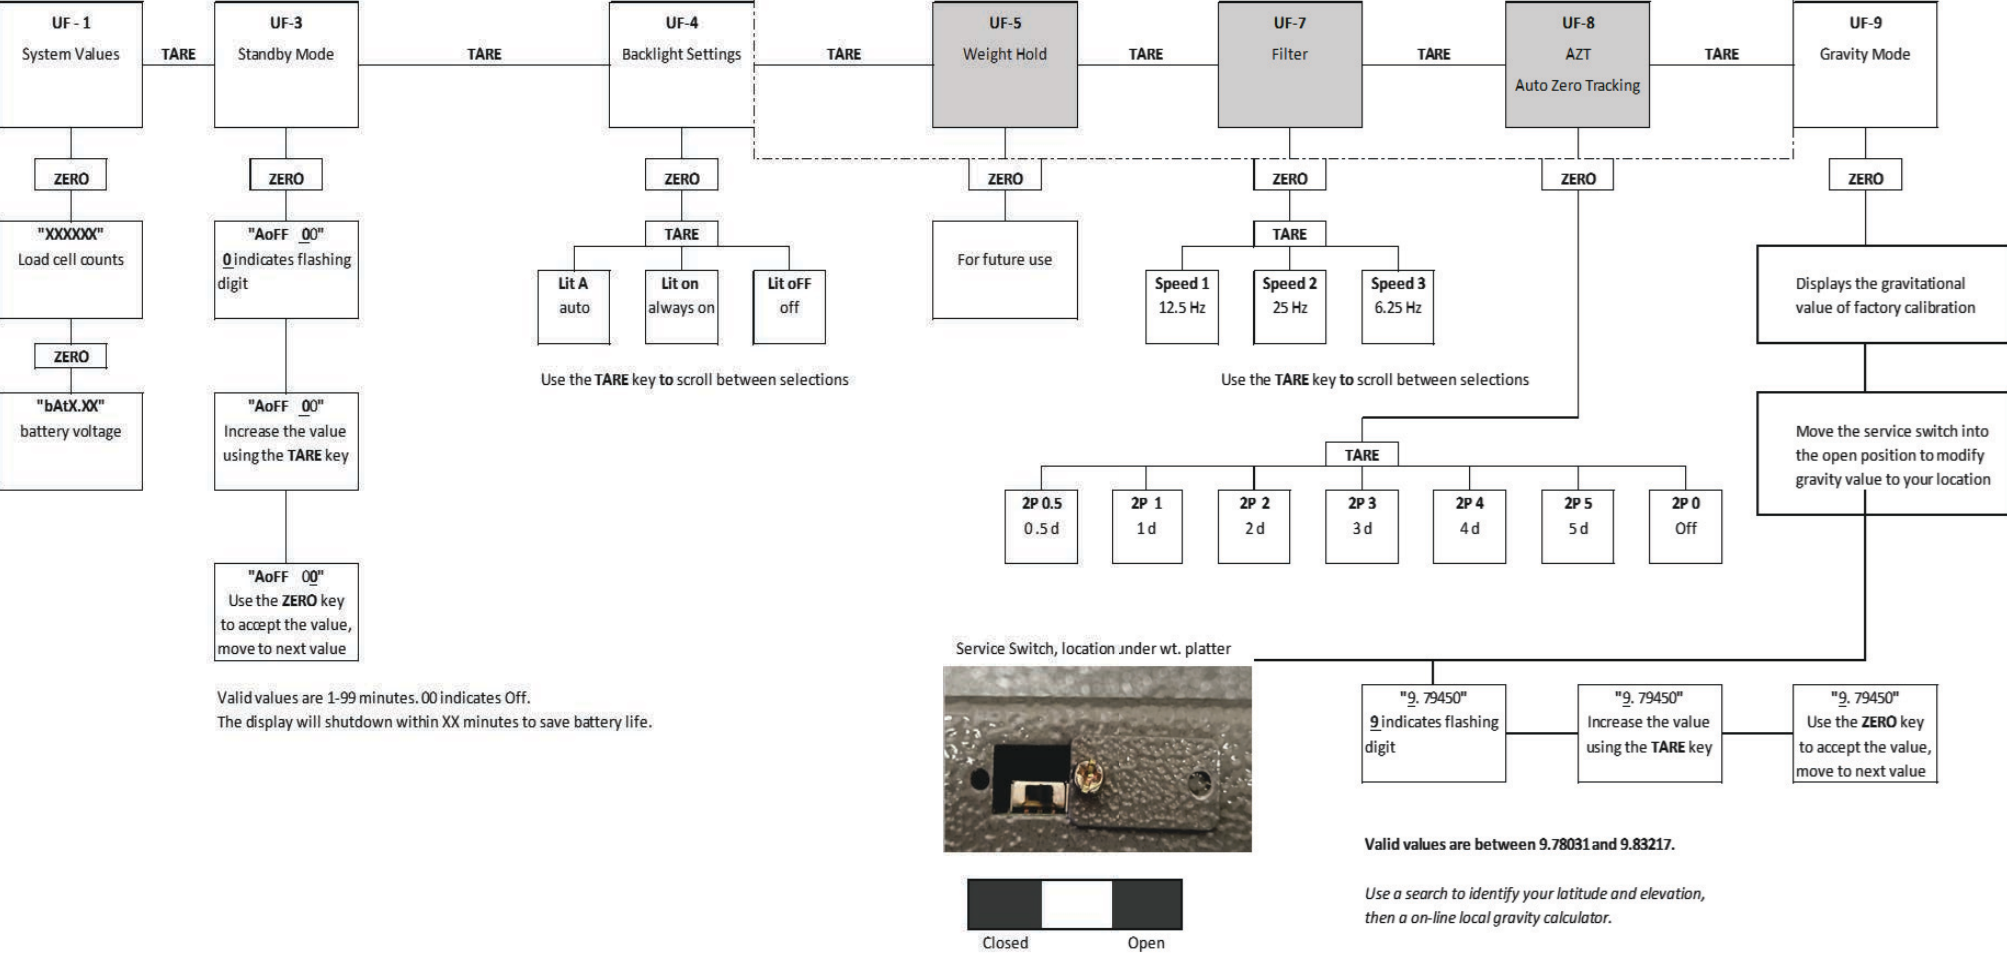 UF - 1
System Values
TARE
UF-3
Standby Mode
TARE
UF-4
Backlight Settings
TARE
UF-5
Weight Hold
TARE
UF-7
Filter
TARE
UF-8
AZT
Auto Zero Tracking
TARE
UF-9
Gravity Mode
ZERO
ZERO
ZERO
ZERO
ZERO
ZERO
ZERO
"XXXXXX"
Load cell counts
ZERO
"bAtX.XX"
battery voltage
"AoFF 00"
0 indicates flashing
digit
"AoFF 00"
Increase the value
using the TARE key
"AoFF 00"
Use the ZERO key
to accept the value,
move to next value
Valid values are 1-99 minutes. 00 indicates Off.
The display will shutdown within XX minutes to save battery life.
TARE
Lit A
auto
Lit on
always on
Lit oFF
off
Use the TARE key to scroll between selections
For future use
TARE
Speed 1
12.5 Hz
Speed 2
25 Hz
Speed 3
6.25 Hz
Use the TARE key to scroll between selections
TARE
2P 0.5
0.5 d
2P 1
1 d
2P 2
2 d
2P 3
3 d
2P 4
4 d
2P 5
5 d
2P 0
Off
Displays the gravitational
value of factory calibration
Move the service switch into
the open position to modify
gravity value to your location
Service Switch, location under wt. platter
Closed
Open
"9. 79450"
9 indicates flashing
digit
"9. 79450"
Increase the value
using the TARE key
"9. 79450"
Use the ZERO key
to accept the value,
move to next value
Valid values are between 9.78031 and 9.83217.
Use a search to identify your latitude and elevation,
then a on-line local gravity calculator.